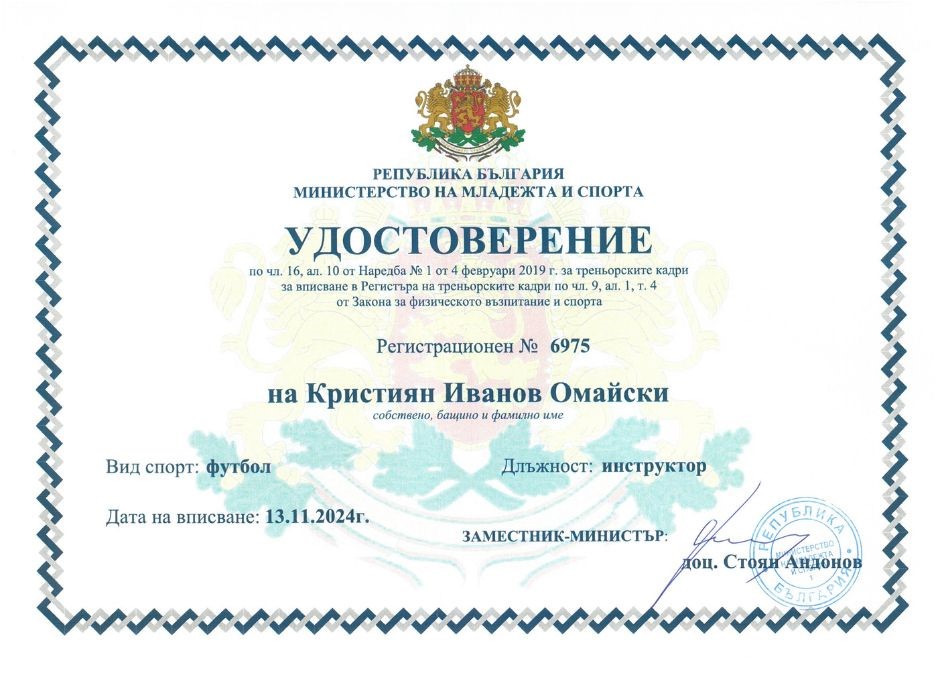 РЕПУБЛИКА БЪЛГАРИЯ
МИНИСТЕРСТВО НА МЛАДЕЖТА И СПОРТА
УДОСТОВЕРЕНИЕ
по чл. 16, ал. 10 от Наредба № 1 от 4 февруари 2019 г. за треньорските кадри
за вписване в Регистъра на треньорските кадри по чл. 9, ал. 1, т. 4
от Закона за физическото възпитание и спорта
Регистрационен № 6975
на Кристиян Иванов Омайски
собствено, бащино и фамилно име
Вид спорт: футбол
Длъжност: инструктор
Дата на вписване: 13.11.2024г.
ЗАМЕСТНИК-МИНИСТЪР:
доц. Стоян Андонов
РЕПУБЛИКА
МИНИСТЕРСТВО
НА МЛАДЕЖТА
И СПОРТА
1
БЪЛГАРИЯ